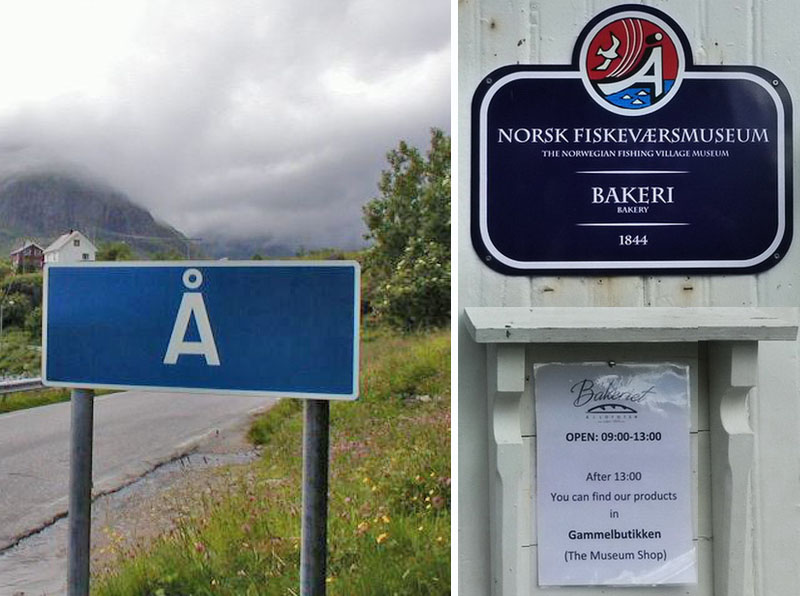 Å
Å
NORSK FISKEVÆRSMUSEUM
THE NORWEGIAN FISHING VILLAGE MUSEUM
BAKERI
BAKERY
1844
Bakeriet
OPEN: 09:00-13:00
After 13:00
You can find our products
in
Gammelbutikken
(The Museum Shop)